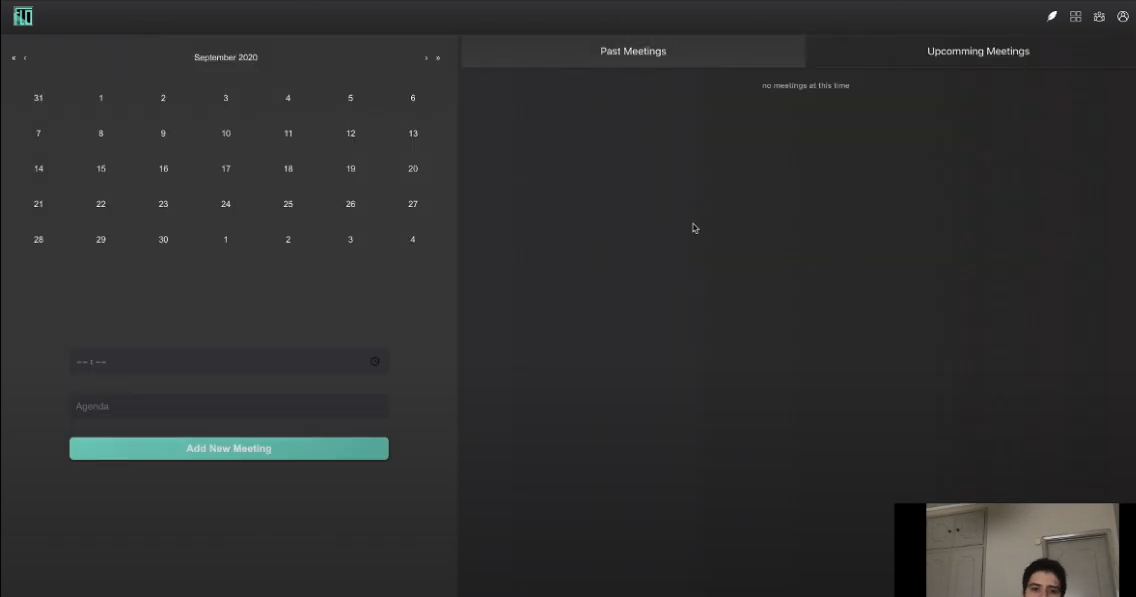 FLO
« ‹ September 2020 › »
31 1 2 3 4 5 6
7 8 9 10 11 12 13
14 15 16 17 18 19 20
21 22 23 24 25 26 27
28 29 30 1 2 3 4
-- : --
Agenda
Add New Meeting
Past Meetings
Upcomming Meetings
no meetings at this time